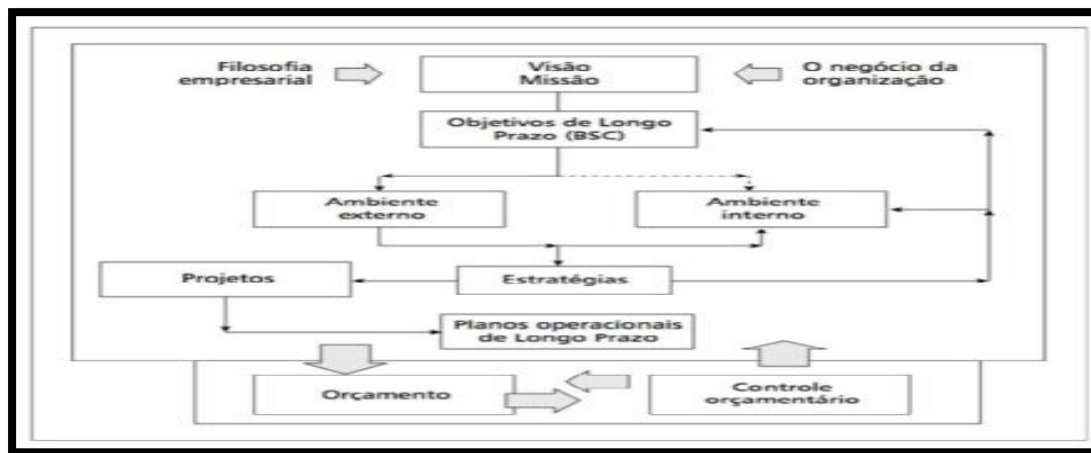 Filosofia
empresarial
Visão
Missão
O negócio da
organização
Objetivos de Longo
Prazo (BSC)
Ambiente
externo
Ambiente
interno
Projetos
Estratégias
Planos operacionais
de Longo Prazo
Orçamento
Controle
orçamentário